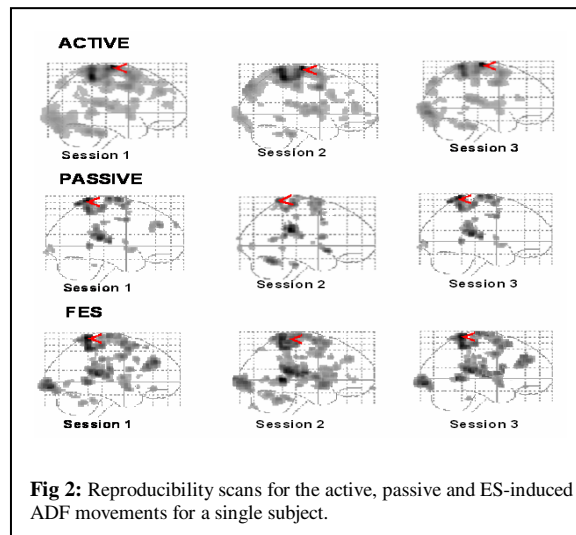 ACTIVE
Session 1
Session 2
Session 3
PASSIVE
Session 1
Session 2
Session 3
FES
Session 1
Session 2
Session 3
Fig 2: Reproducibility scans for the active, passive and ES-induced
ADF movements for a single subject.